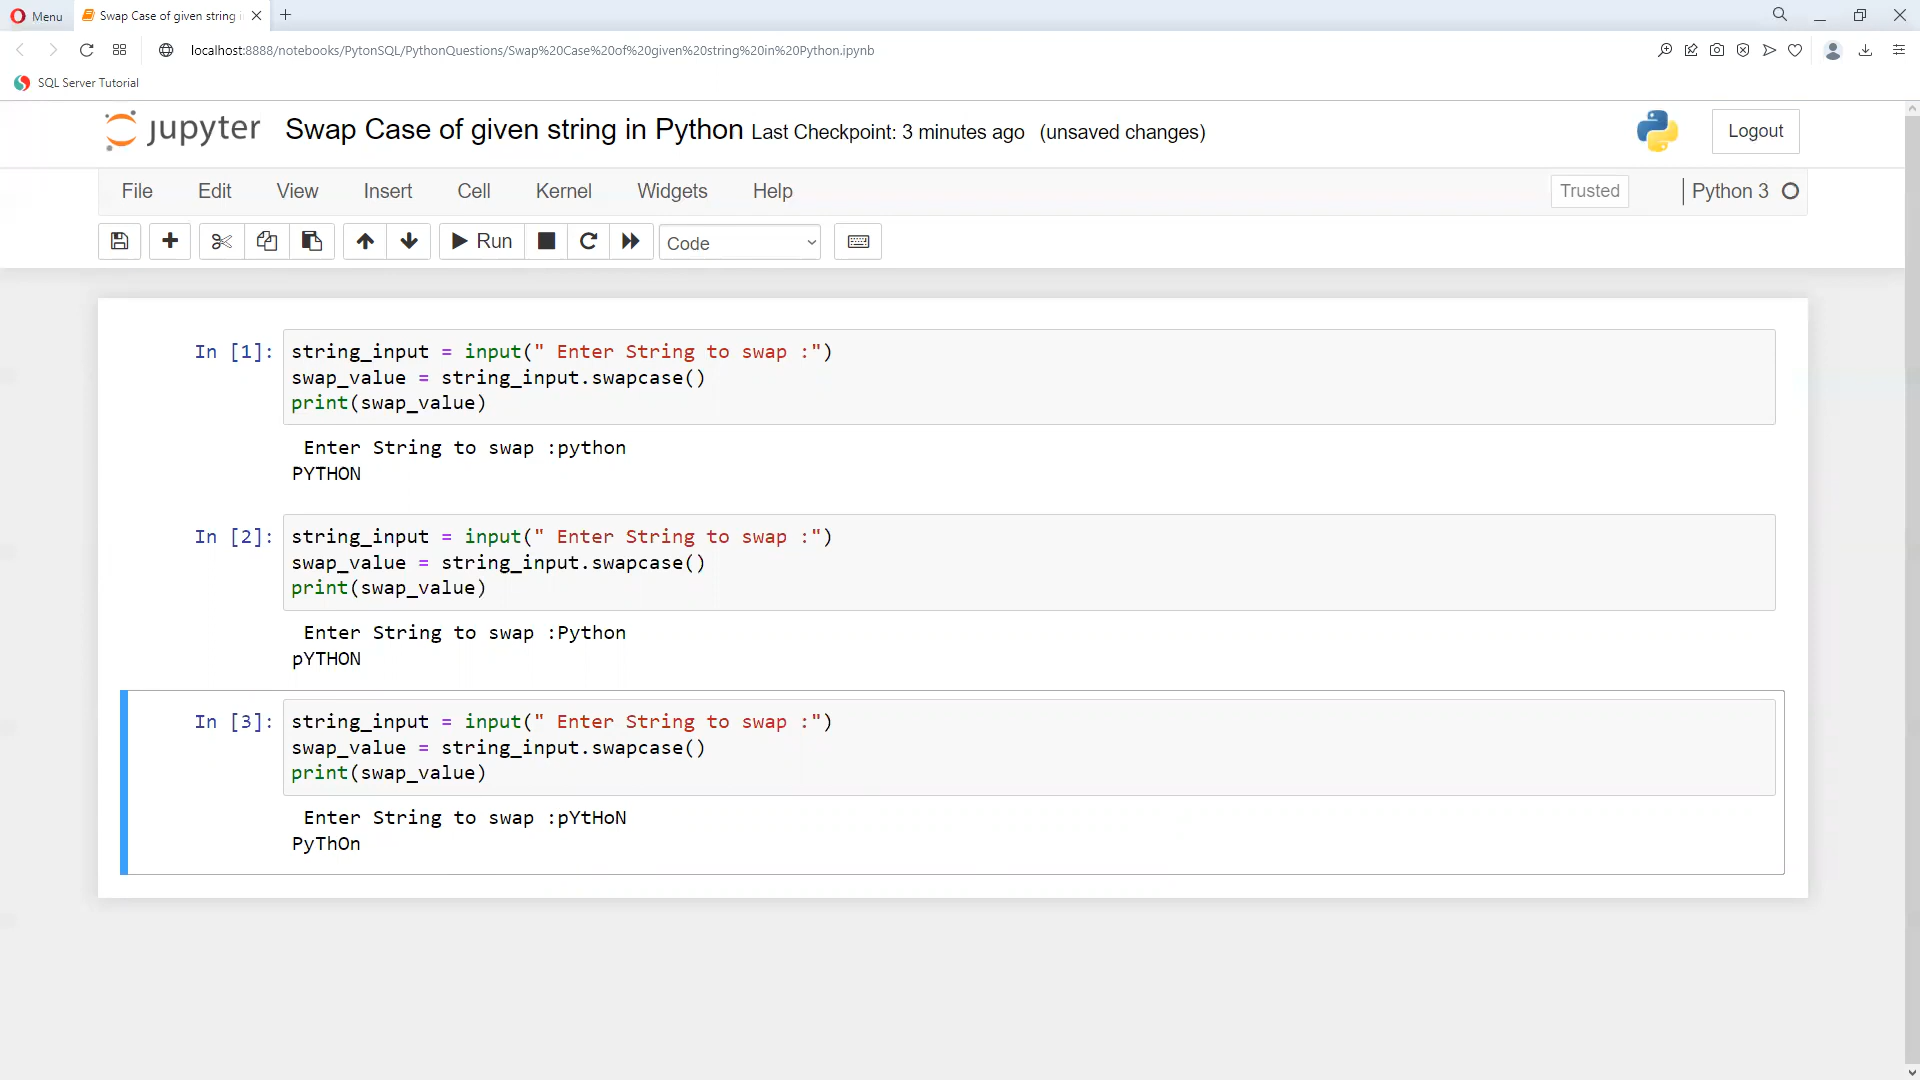 Menu
Swap Case of given string i
localhost:8888/notebooks/PytonSQL/PythonQuestions/Swap%20Case%20of%20given%20string%20in%20Python.ipynb
SQL Server Tutorial
jupyter Swap Case of given string in Python Last Checkpoint: 3 minutes ago (unsaved changes)
Logout
File Edit View Insert Cell Kernel Widgets Help
Trusted
Python 3
Run
Code
In [1]: string_input = input(" Enter String to swap :")
swap_value = string_input.swapcase()
print(swap_value)
Enter String to swap :python
PYTHON
In [2]: string_input = input(" Enter String to swap :")
swap_value = string_input.swapcase()
print(swap_value)
Enter String to swap :Python
pYTHON
In [3]: string_input = input(" Enter String to swap :")
swap_value = string_input.swapcase()
print(swap_value)
Enter String to swap :pYtHoN
PyThOn